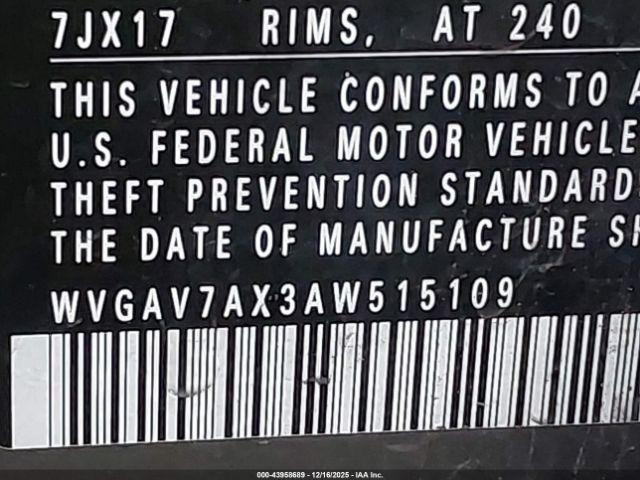 7JX17 RIMS, AT 240
THIS VEHICLE CONFORMS TO
U.S. FEDERAL MOTOR VEHICLE
THEFT PREVENTION STANDARD
THE DATE OF MANUFACTURE
WVGAV7AX3AW515109
000-43958689 - 12/16/2025 - IAA Inc.